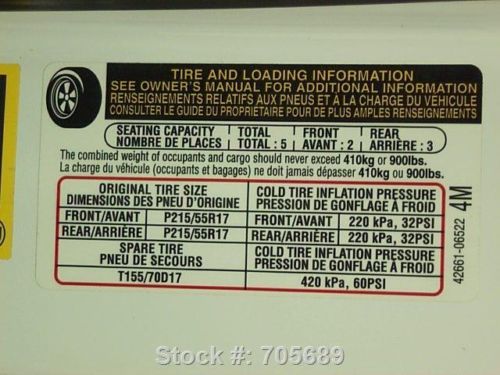 TIRE AND LOADING INFORMATION
SEE OWNER'S MANUAL FOR ADDITIONAL INFORMATION
RENSEIGNEMENTS RELATIFS AUX PNEUS ET A LA CHARGE DU VÉHICULE
CONSULTER LE GUIDE DU PROPRIETAIRE POUR DE PLUS AMPLES RENSEIGNEMENTS
SEATING CAPACITY TOTAL FRONT REAR
NOMBRE DE PLACES TOTAL : 5 AVANT : 2 ARRIÈRE : 3
The combined weight of occupants and cargo should never exceed 410kg or 900lbs.
La charge du véhicule (occupants et bagages) ne doit jamais dépasser 410kg ou 900lbs.
ORIGINAL TIRE SIZE COLD TIRE INFLATION PRESSURE
DIMENSIONS DES PNEU D'ORIGINE PRESSION DE GONFLAGE À FROID
FRONT/AVANT P215/55R17 220 kPa, 32PSI
REAR/ARRIÈRE P215/55R17 220 kPa, 32PSI
SPARE TIRE COLD TIRE INFLATION PRESSURE
PNEU DE SECOURS PRESSION DE GONFLAGE À FROID
T155/70D17 420 kPa, 60PSI
42661-06522 4M
Stock #: 705689